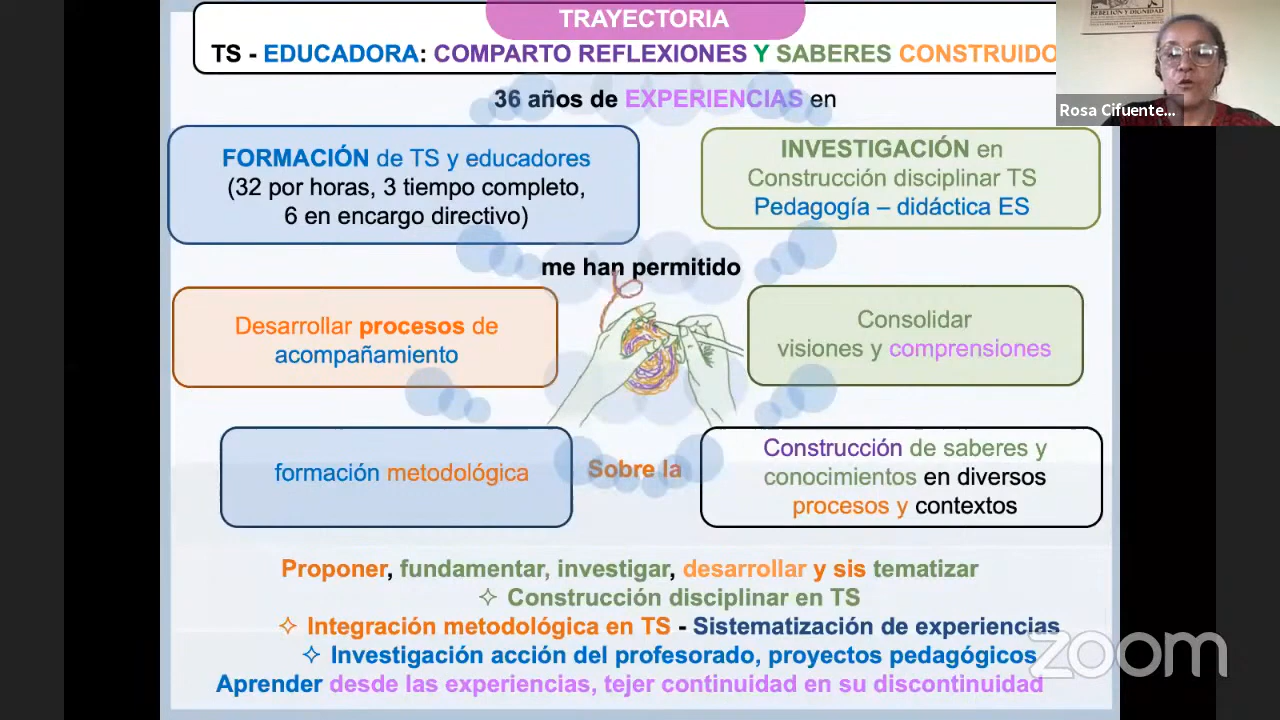 TRAYECTORIA
TS - EDUCADORA: COMPARTO REFLEXIONES Y SABERES CONSTRUIDO
36 años de EXPERIENCIAS en
FORMACIÓN de TS y educadores
(32 por horas, 3 tiempo completo,
6 en encargo directivo)
INVESTIGACIÓN en
Construcción disciplinar TS
Pedagogía – didáctica ES
me han permitido
Desarrollar procesos de
acompañamiento
Consolidar
visiones y comprensiones
formación metodológica
Sobre la
Construcción de saberes y
conocimientos en diversos
procesos y contextos
Proponer, fundamentar, investigar, desarrollar y sis tematizar
✧ Construcción disciplinar en TS
✧ Integración metodológica en TS - Sistematización de experiencias
✧ Investigación acción del profesorado, proyectos pedagógicos
Aprender desde las experiencias, tejer continuidad en su discontinuidad
REBELION Y DIGNIDAD
Rosa Cifuente...
zoom